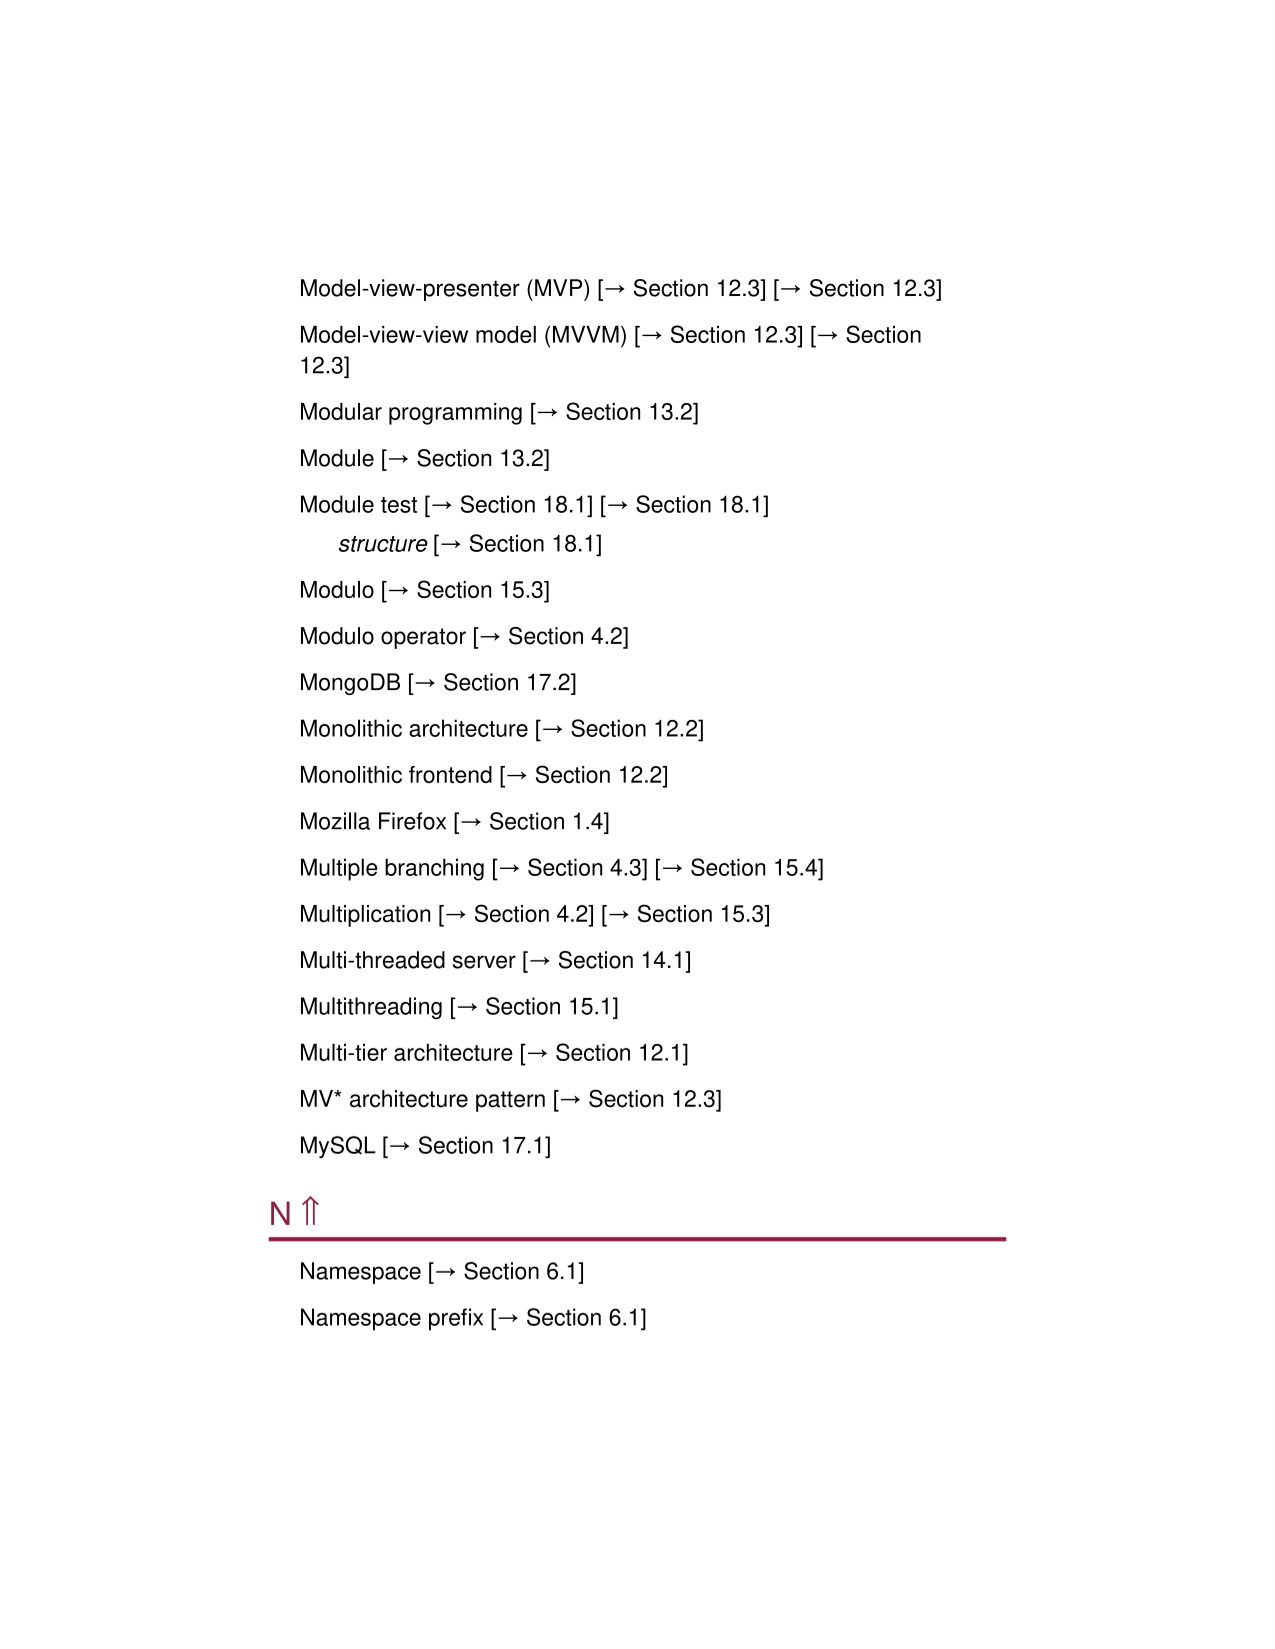 Model-view-presenter (MVP) [→ Section 12.3] [→ Section 12.3]
Model-view-view model (MVVM) [→ Section 12.3] [→ Section
12.3]
Modular programming [→ Section 13.2]
Module [→ Section 13.2]
Module test [→ Section 18.1] [→ Section 18.1]
structure [→ Section 18.1]
Modulo [→ Section 15.3]
Modulo operator [→ Section 4.2]
MongoDB [→ Section 17.2]
Monolithic architecture [→ Section 12.2]
Monolithic frontend [→ Section 12.2]
Mozilla Firefox [→ Section 1.4]
Multiple branching [→ Section 4.3] [→ Section 15.4]
Multiplication [→ Section 4.2] [→ Section 15.3]
Multi-threaded server [→ Section 14.1]
Multithreading [→ Section 15.1]
Multi-tier architecture [→ Section 12.1]
MV* architecture pattern [→ Section 12.3]
MySQL [→ Section 17.1]
N ⇑
Namespace [→ Section 6.1]
Namespace prefix [→ Section 6.1]